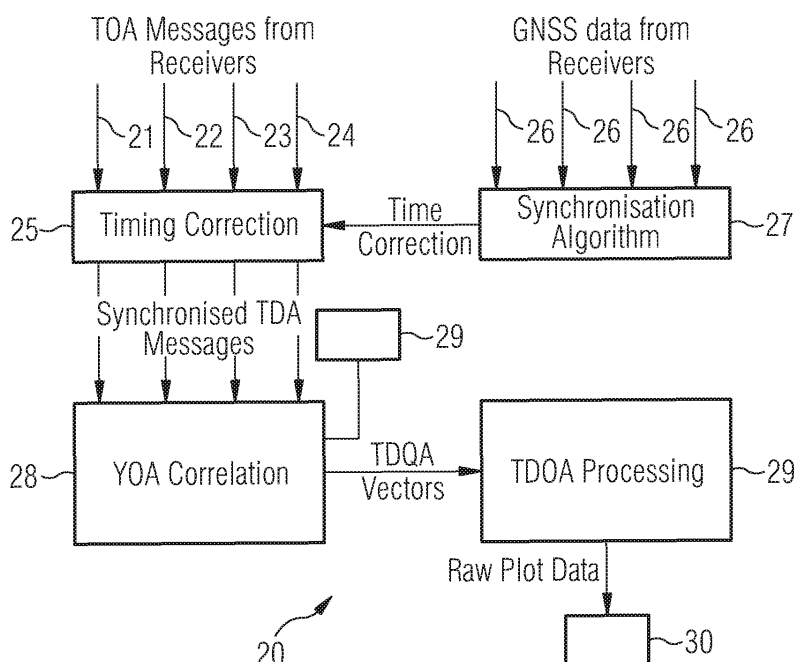 TOA Messages from
Receivers
GNSS data from
Receivers
21
22
23
24
26
26
26
26
25
Timing Correction
Time
Correction
Synchronisation
Algorithm
27
Synchronised TDA
Messages
29
28
YOA Correlation
TDQA
Vectors
TDOA Processing
29
Raw Plot Data
20
30